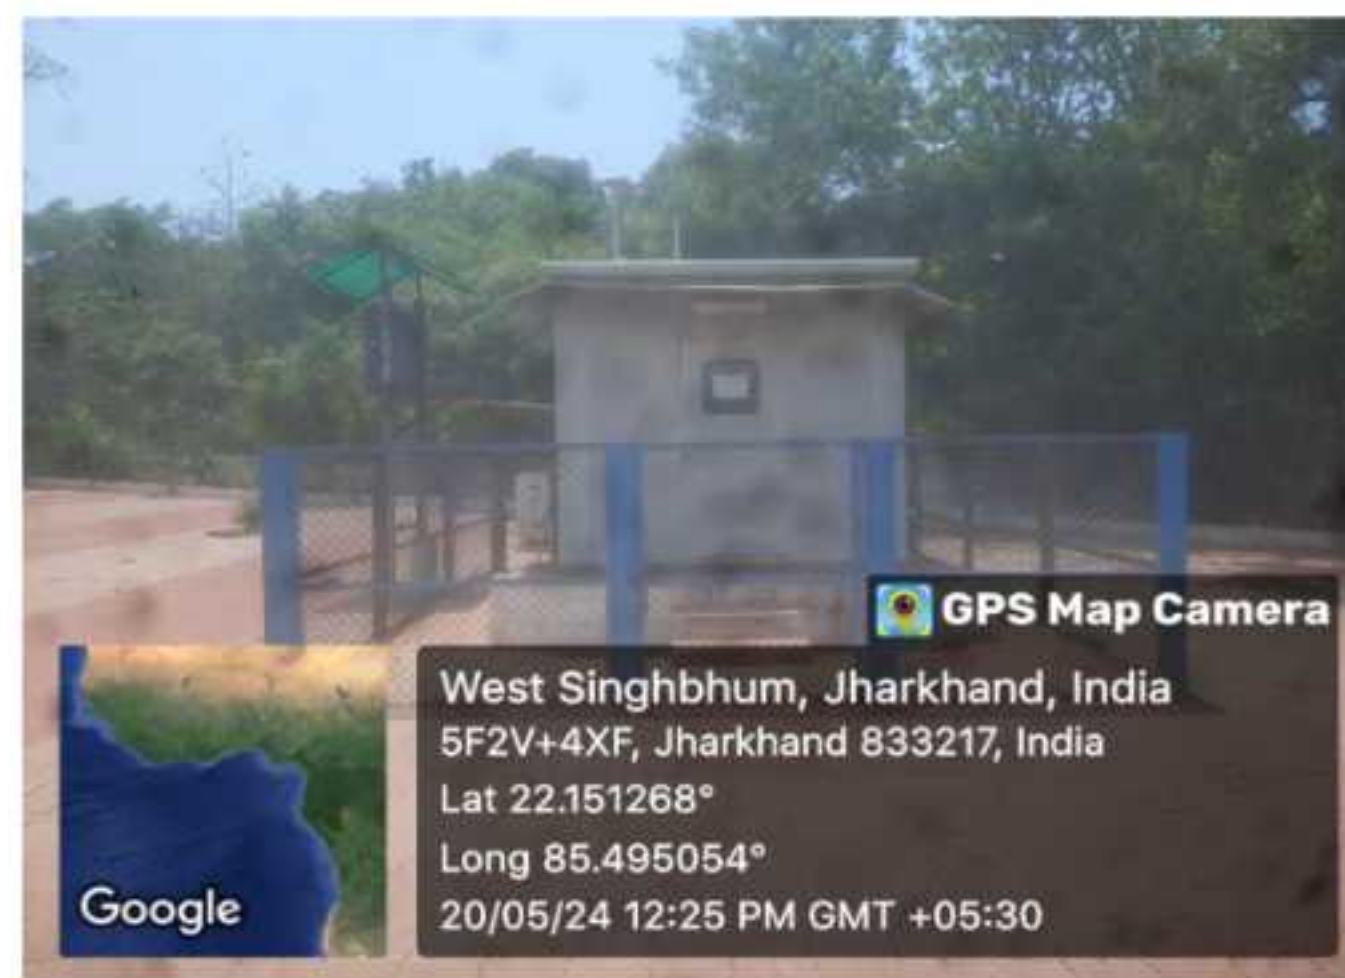 GPS Map Camera
West Singhbhum, Jharkhand, India
5F2V+4XF, Jharkhand 833217, India
Lat 22.151268°
Long 85.495054°
20/05/24 12:25 PM GMT +05:30
Google